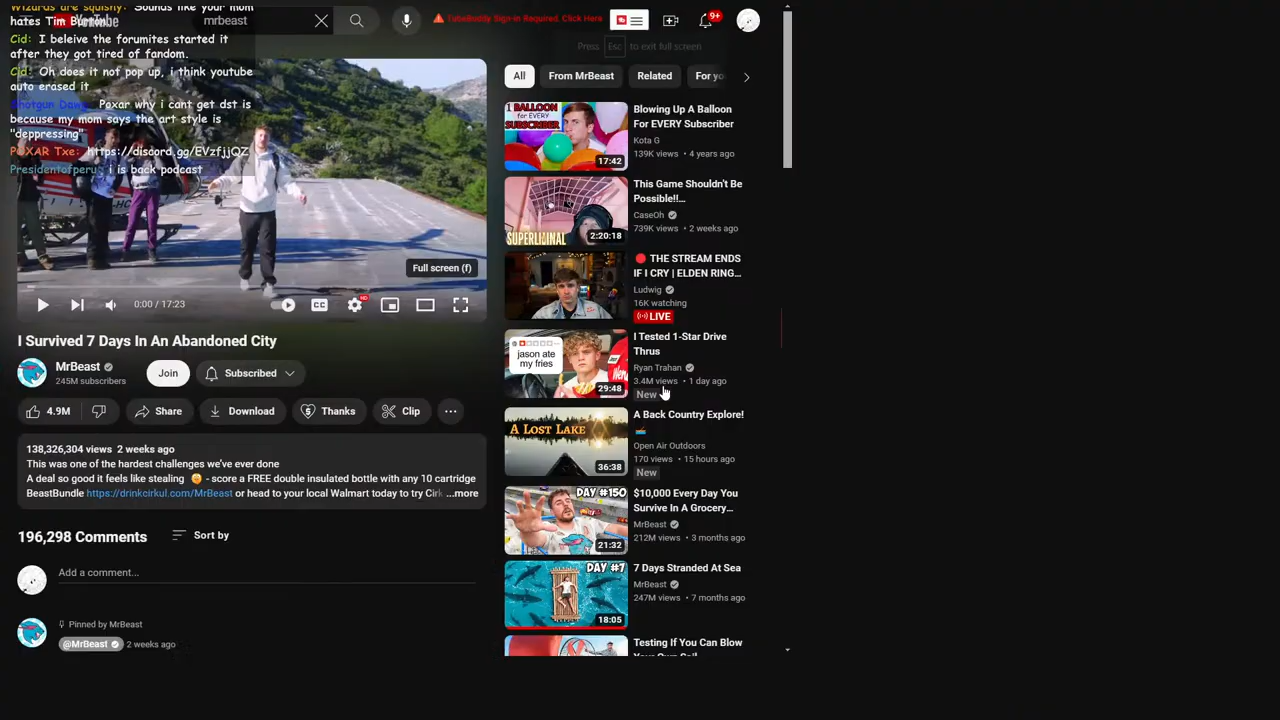 Wizards are squishy: Sounds like your mom
hates Tim Burton
Cid: I beleive the forumites started it
after they got tired of fandom.
Cid: Oh does it not pop up, i think youtube
auto erased it
Shotgun Dawg: Poxar why i cant get dst is
because my mom says the art style is
"deppressing"
POXAR Txe: https://discord.gg/EVzfjjQZ
Presidentofperu: i is back podcast
mrbeast
TubeBuddy Sign-in Required, Click Here
9+
Press Esc to exit full screen
All
From MrBeast
Related
For yo
Full screen (f)
0:00 / 17:23
CC
HD
I Survived 7 Days In An Abandoned City
MrBeast
245M subscribers
Join
Subscribed
4.9M
Share
Download
Thanks
Clip
138,326,304 views 2 weeks ago
This was one of the hardest challenges we've ever done
A deal so good it feels like stealing - score a FREE double insulated bottle with any 10 cartridge
BeastBundle https://drinkcirkul.com/MrBeast or head to your local Walmart today to try Cirk ...more
196,298 Comments
Sort by
Add a comment...
Pinned by MrBeast
@MrBeast 2 weeks ago
1 BALLOON
for EVERY
SUBSCRIBER
17:42
Blowing Up A Balloon
For EVERY Subscriber
Kota G
139K views • 4 years ago
SUPERLIMINAL
2:20:18
This Game Shouldn't Be
Possible!!...
CaseOh
739K views • 2 weeks ago
THE STREAM ENDS
IF I CRY | ELDEN RING...
Ludwig
16K watching
LIVE
jason ate
my fries
29:48
I Tested 1-Star Drive
Thrus
Ryan Trahan
3.4M views • 1 day ago
New
A LOST LAKE
36:38
A Back Country Explore!
Open Air Outdoors
170 views • 15 hours ago
New
DAY #150
21:32
$10,000 Every Day You
Survive In A Grocery...
MrBeast
212M views • 3 months ago
DAY #7
18:05
7 Days Stranded At Sea
MrBeast
247M views • 7 months ago
Testing If You Can Blow